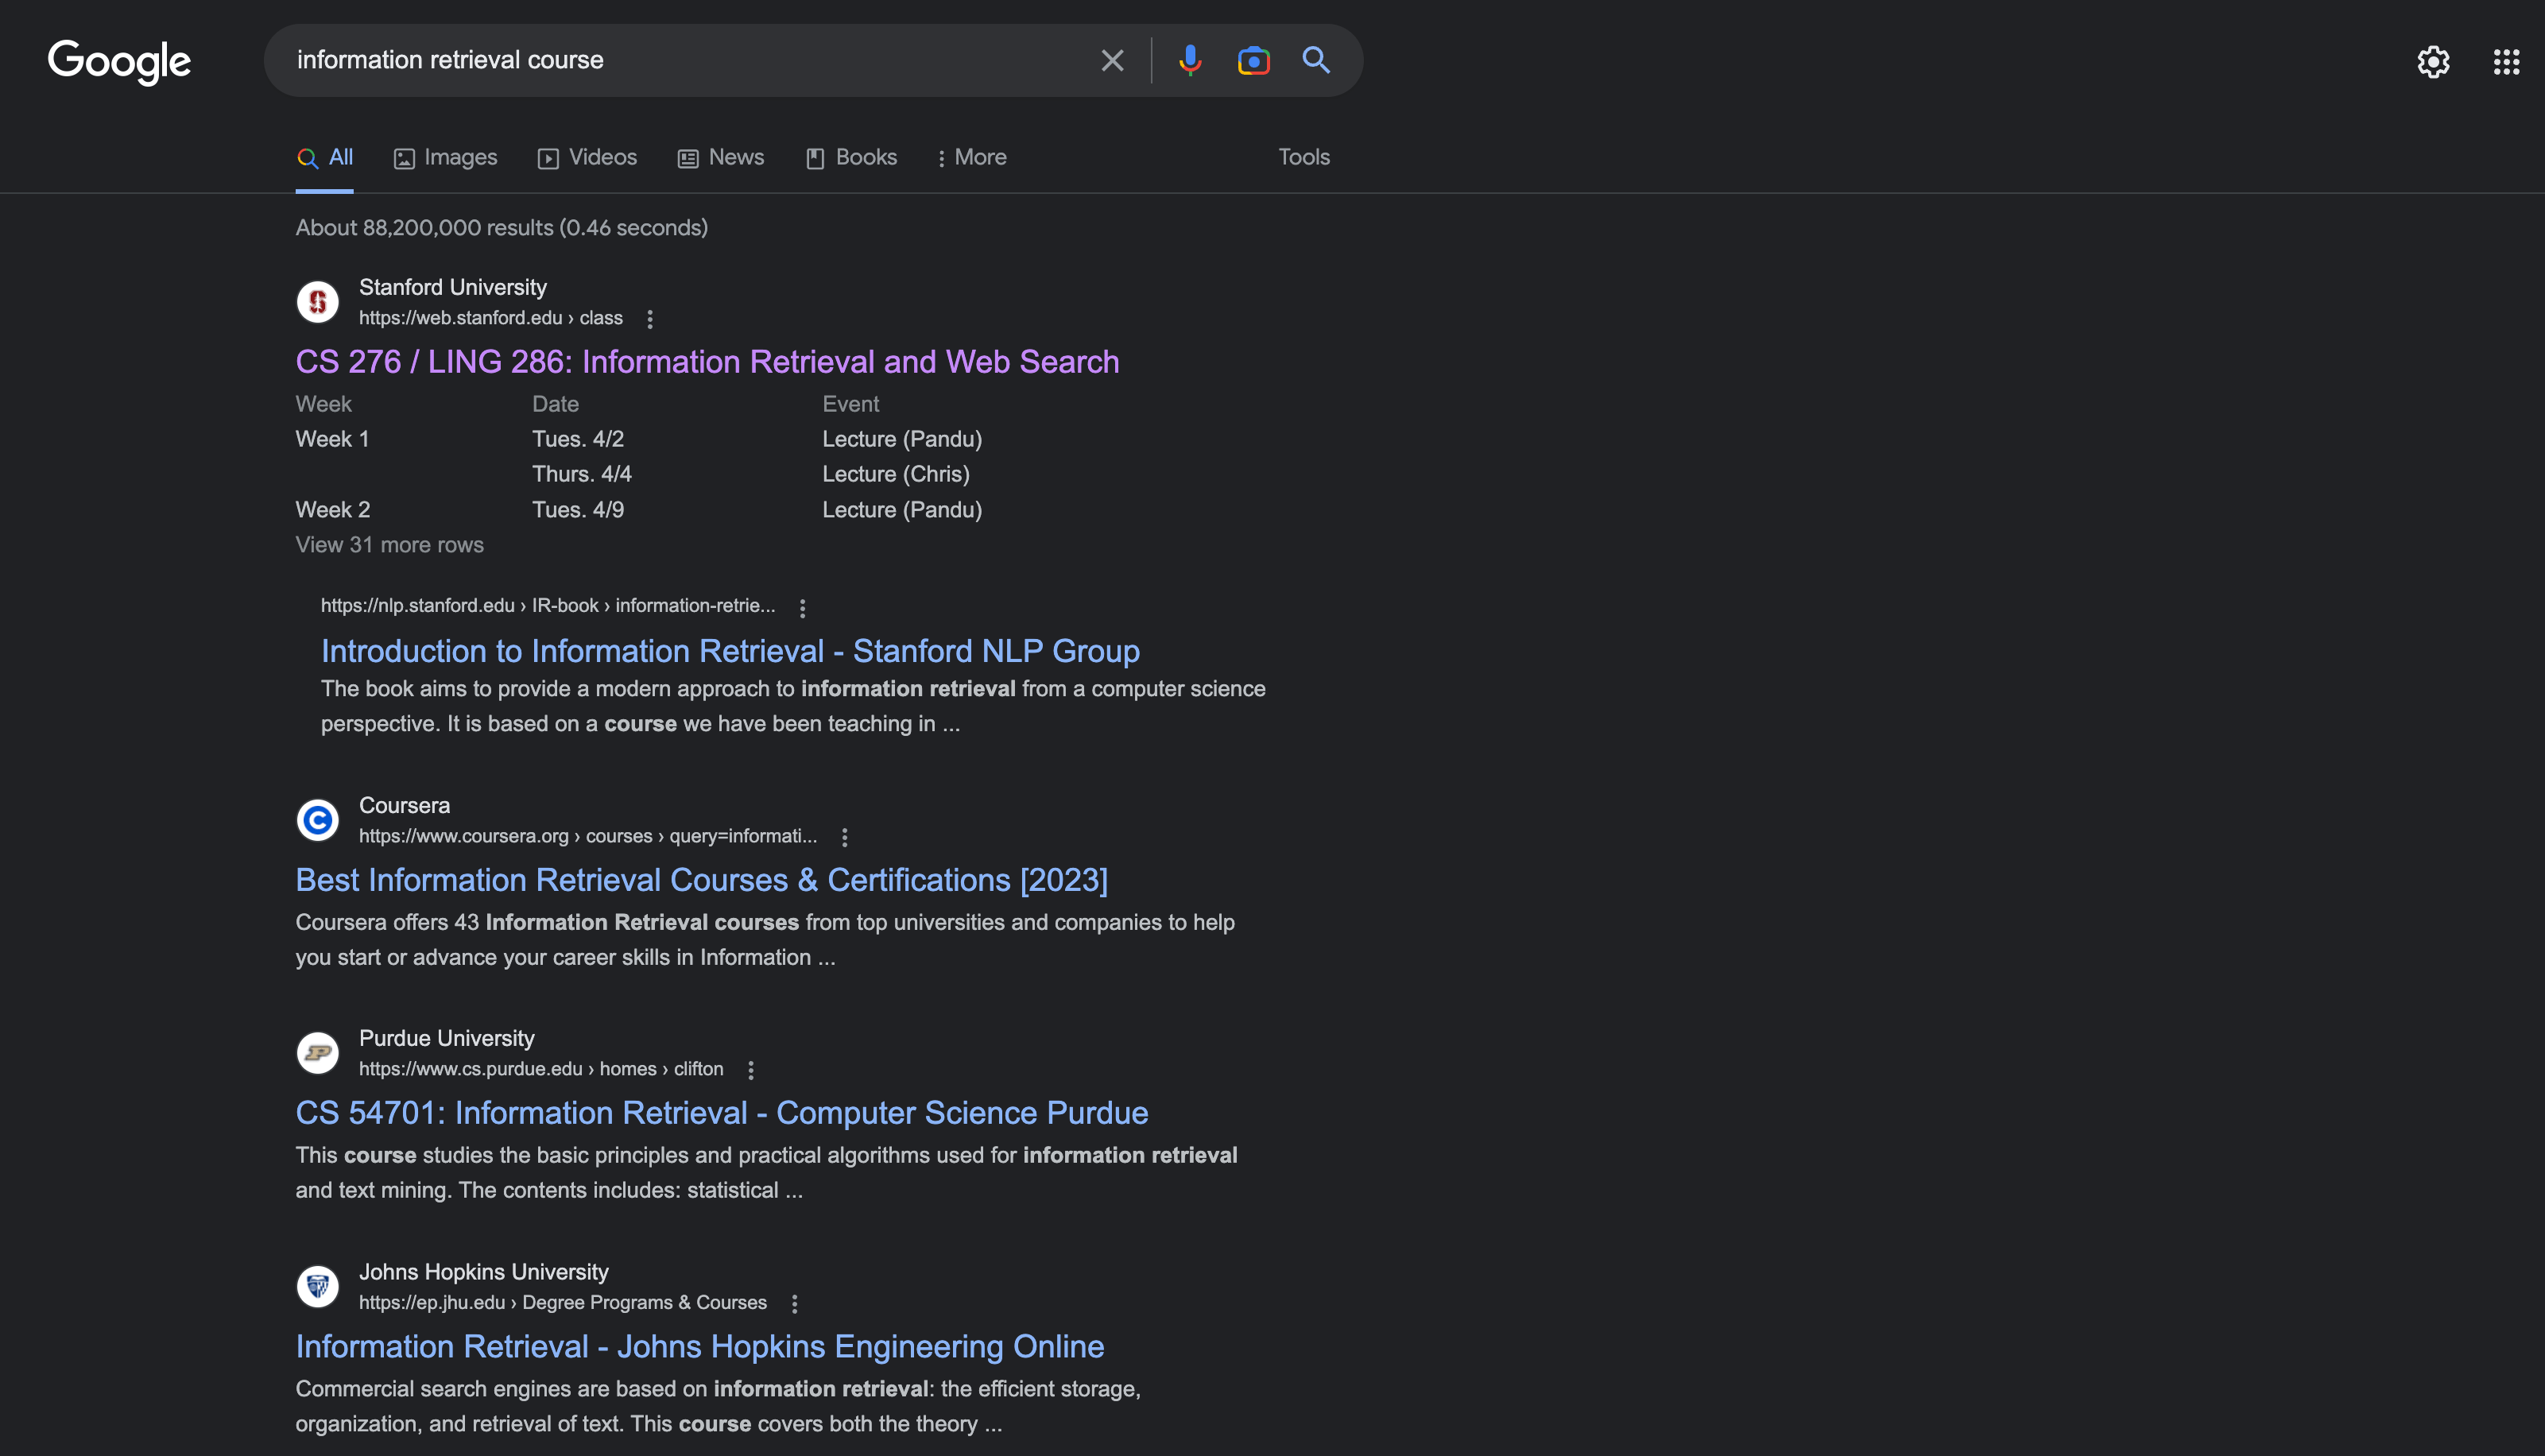 Google
information retrieval course
All Images Videos News Books More Tools
About 88,200,000 results (0.46 seconds)
Stanford University
https://web.stanford.edu › class
CS 276 / LING 286: Information Retrieval and Web Search
Week Date Event
Week 1 Tues. 4/2 Lecture (Pandu)
Thurs. 4/4 Lecture (Chris)
Week 2 Tues. 4/9 Lecture (Pandu)
View 31 more rows
https://nlp.stanford.edu › IR-book › information-retrie...
Introduction to Information Retrieval - Stanford NLP Group
The book aims to provide a modern approach to information retrieval from a computer science
perspective. It is based on a course we have been teaching in ...
Coursera
https://www.coursera.org › courses › query=informati...
Best Information Retrieval Courses & Certifications [2023]
Coursera offers 43 Information Retrieval courses from top universities and companies to help
you start or advance your career skills in Information ...
Purdue University
https://www.cs.purdue.edu › homes › clifton
CS 54701: Information Retrieval - Computer Science Purdue
This course studies the basic principles and practical algorithms used for information retrieval
and text mining. The contents includes: statistical ...
Johns Hopkins University
https://ep.jhu.edu › Degree Programs & Courses
Information Retrieval - Johns Hopkins Engineering Online
Commercial search engines are based on information retrieval: the efficient storage,
organization, and retrieval of text. This course covers both the theory ...